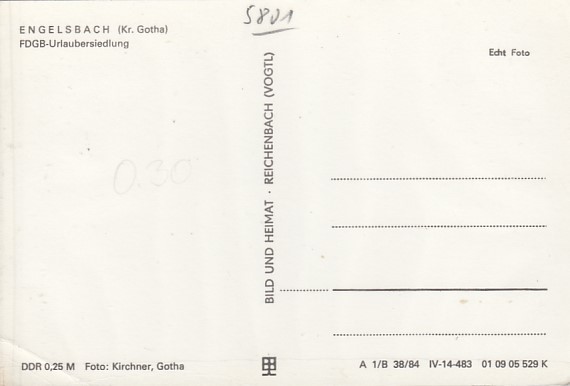 5801
ENGELSBACH (Kr. Gotha)
FDGB-Urlaubersiedlung
Echt Foto
0.30
BILD UND HEIMAT · REICHENBACH (VOGTL)
DDR 0,25 M Foto: Kirchner, Gotha
A 1/B 38/84 IV-14-483 01 09 05 529 K